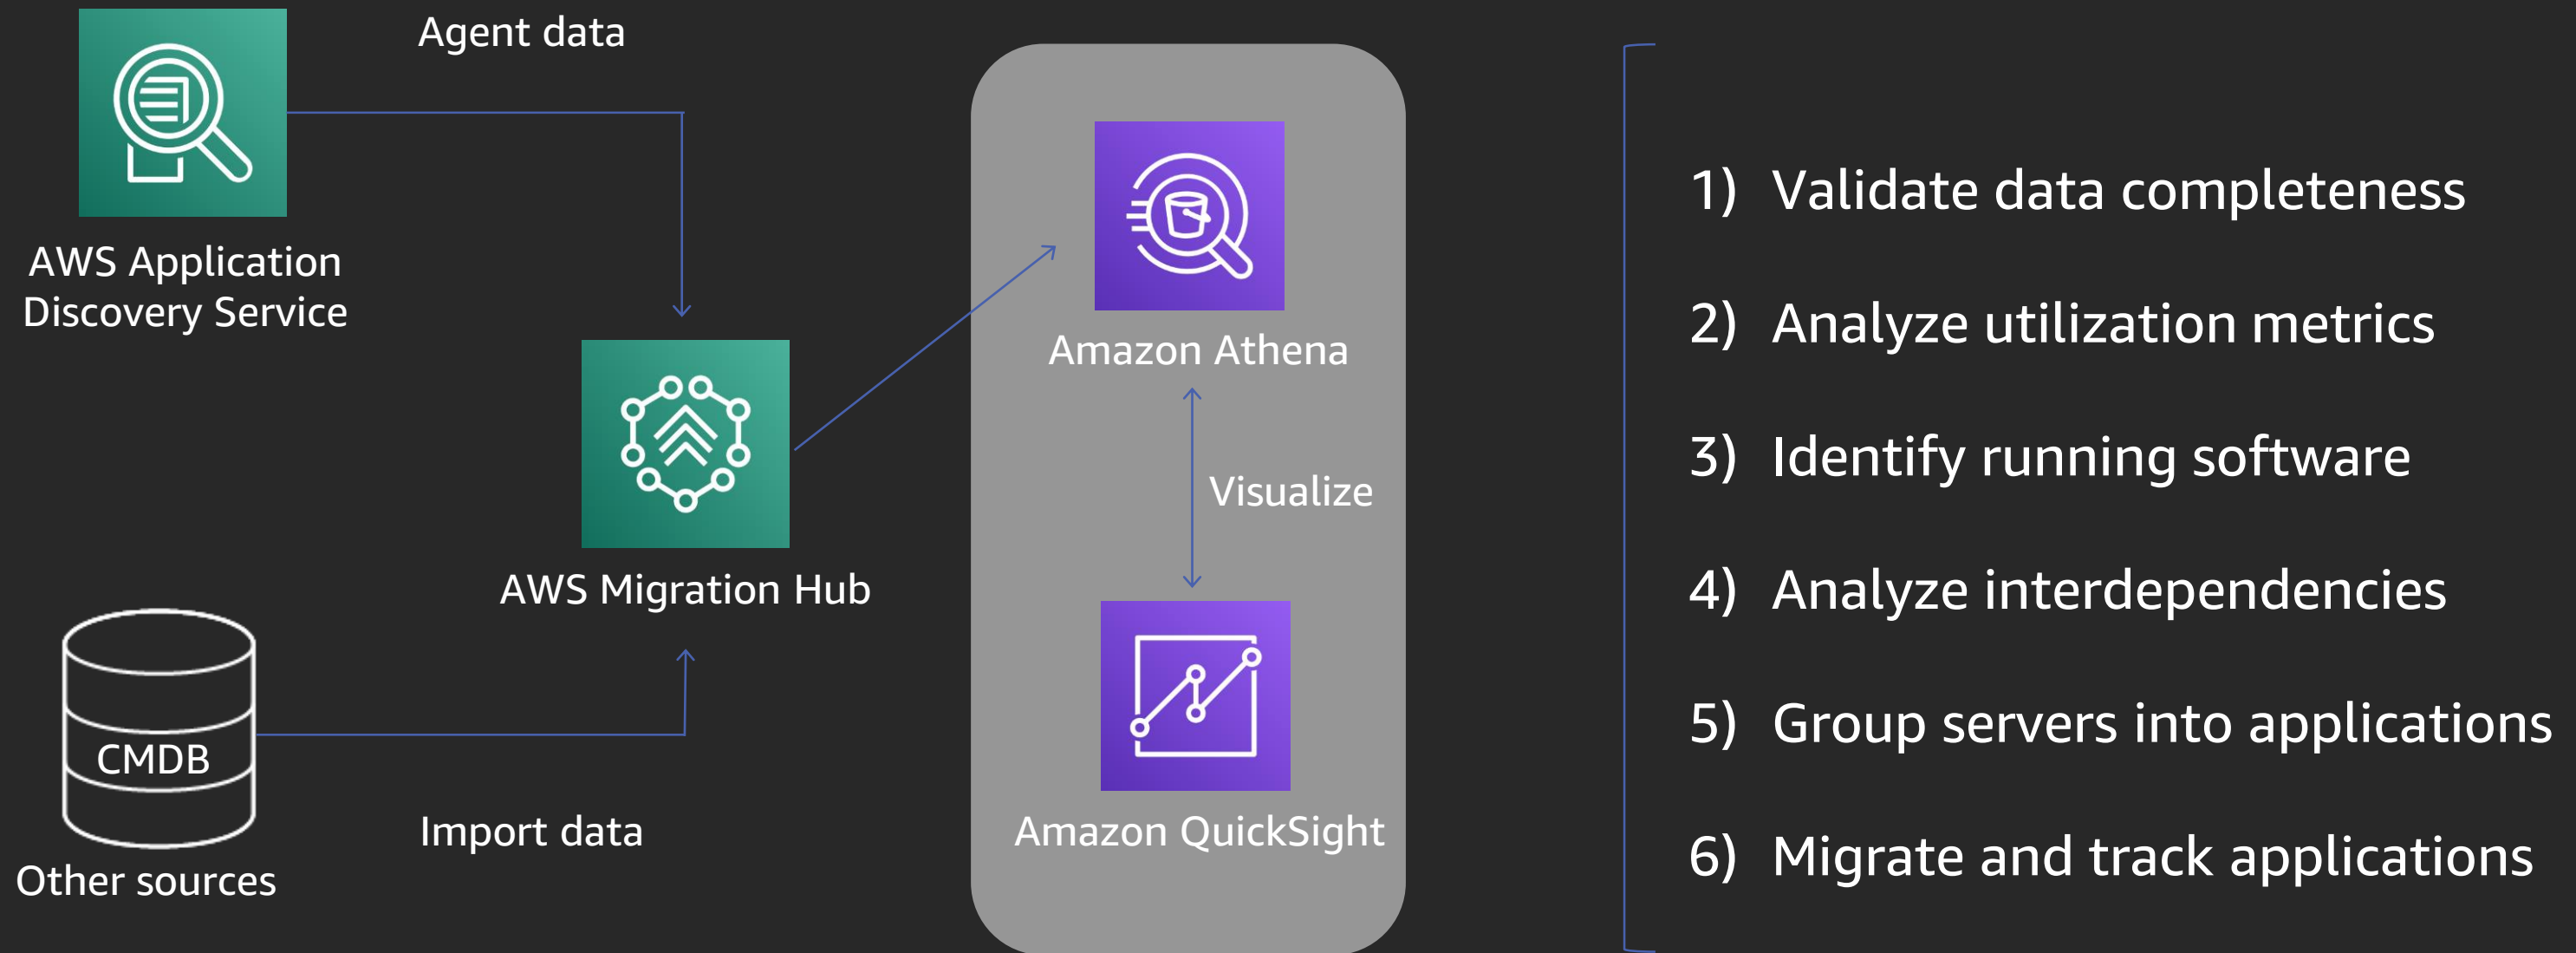 Agent data
AWS Application
Discovery Service
AWS Migration Hub
CMDB
Other sources
Import data
Amazon Athena
Visualize
Amazon QuickSight
1) Validate data completeness
2) Analyze utilization metrics
3) Identify running software
4) Analyze interdependencies
5) Group servers into applications
6) Migrate and track applications